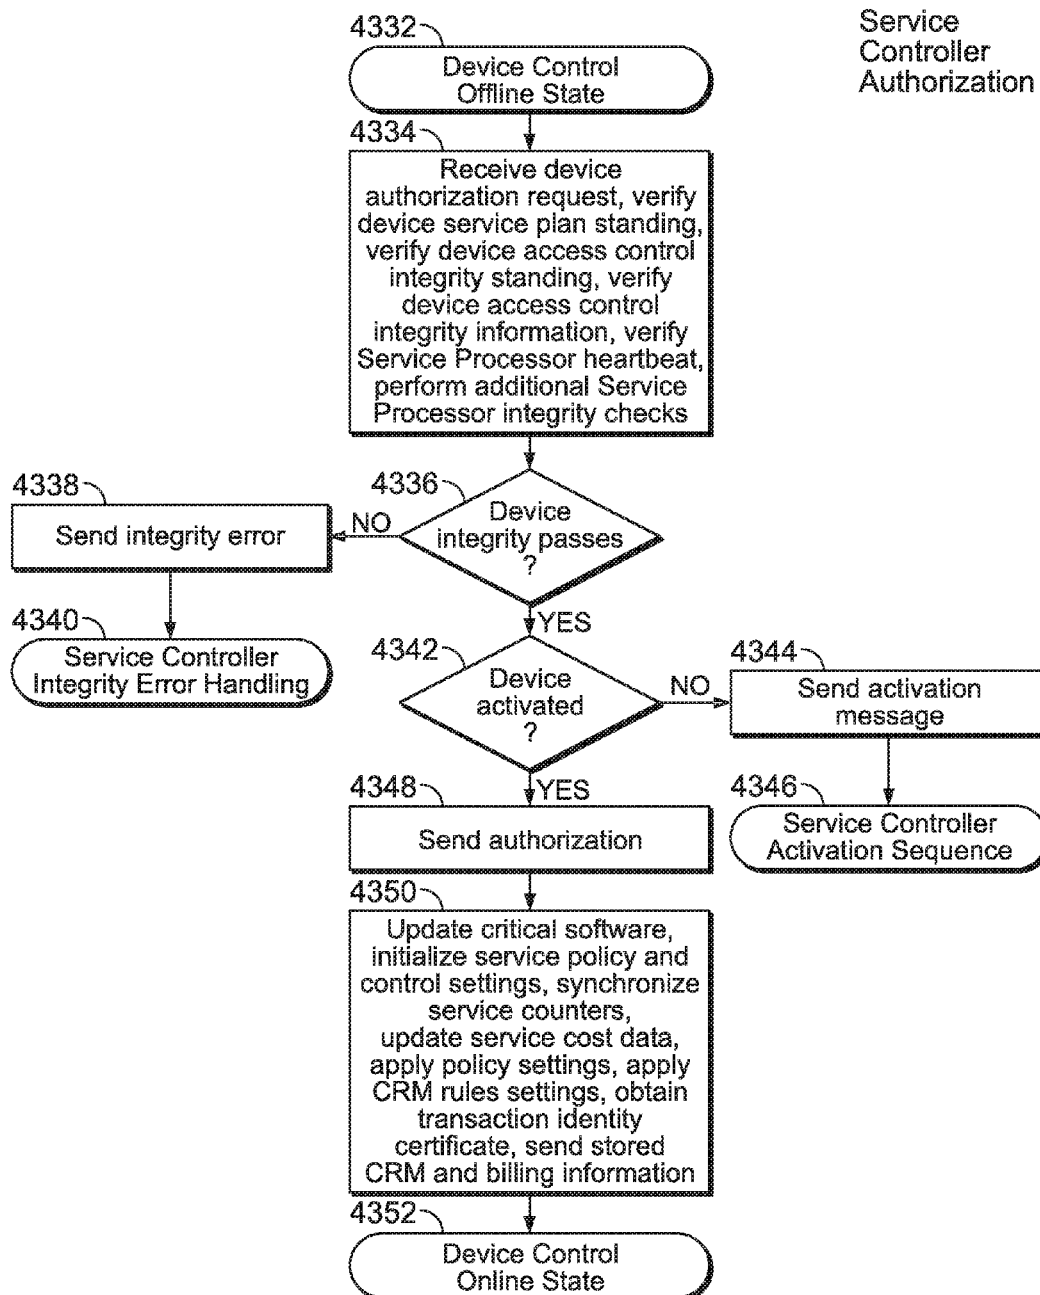 Service
Controller
Authorization
4332
Device Control
Offline State
4334
Receive device
authorization request, verify
device service plan standing,
verify device access control
integrity standing, verify
device access control
integrity information, verify
Service Processor heartbeat,
perform additional Service
Processor integrity checks
4336
Device
integrity passes
?
NO
4338
Send integrity error
4340
Service Controller
Integrity Error Handling
YES
4342
Device
activated
?
NO
4344
Send activation
message
4346
Service Controller
Activation Sequence
YES
4348
Send authorization
4350
Update critical software,
initialize service policy and
control settings, synchronize
service counters,
update service cost data,
apply policy settings, apply
CRM rules settings, obtain
transaction identity
certificate, send stored
CRM and billing information
4352
Device Control
Online State